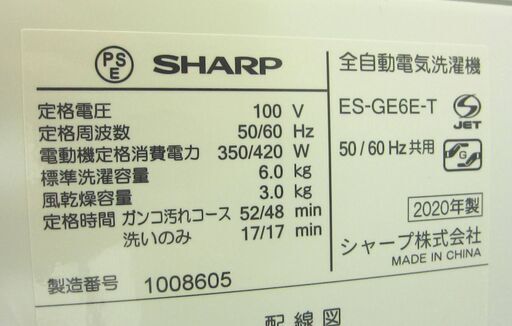 PS
E
SHARP
全自動電気洗濯機
定格電圧 100 V
ES-GE6E-T
JET
定格周波数 50/60 Hz
電動機定格消費電力 350/420 W
50/60Hz共用
G
標準洗濯容量 6.0 kg
風乾燥容量 3.0 kg
定格時間 ガンコ汚れコース 52/48 min
洗いのみ 17/17 min
2020年製
シャープ株式会社
MADE IN CHINA
製造番号 1008605
配線図